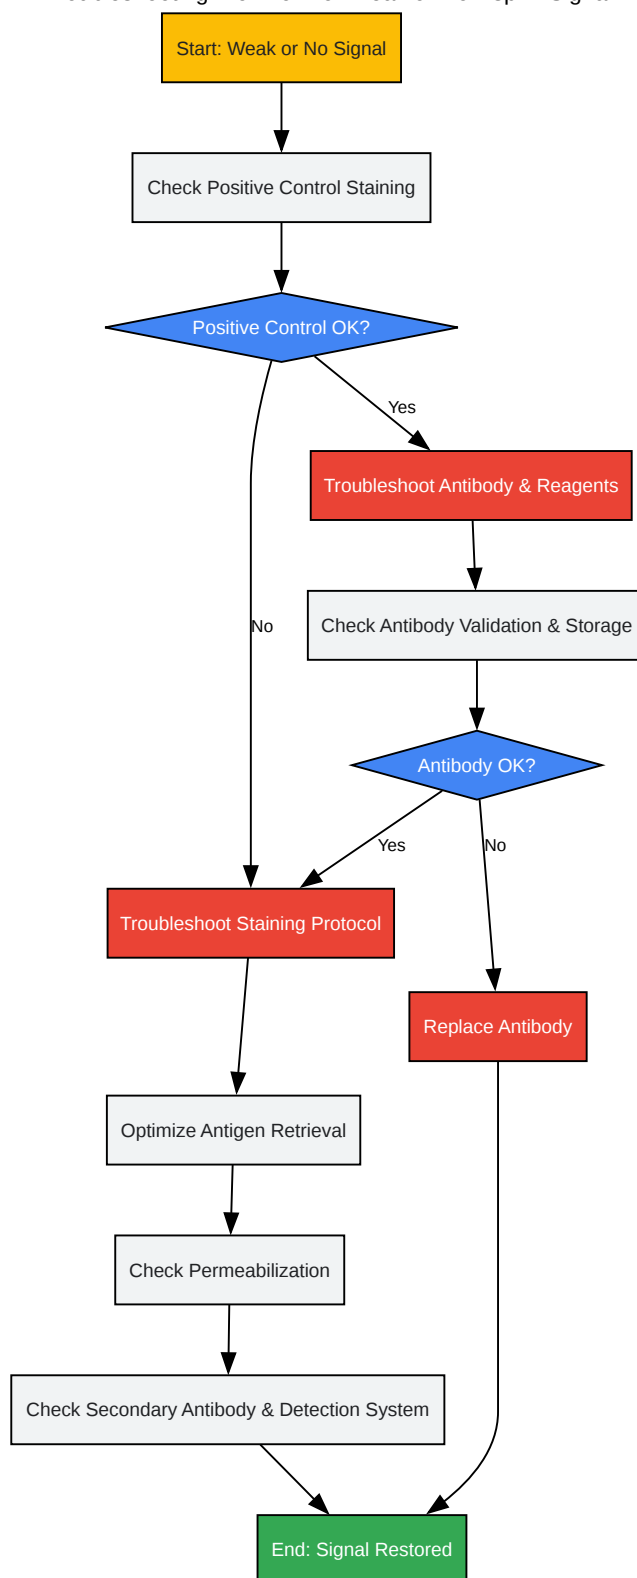 Start: Weak or No Signal
Check Positive Control Staining
Positive Control OK?
Yes
Troubleshoot Antibody & Reagents
No
Check Antibody Validation & Storage
Antibody OK?
Yes
No
Troubleshoot Staining Protocol
Replace Antibody
Optimize Antigen Retrieval
Check Permeabilization
Check Secondary Antibody & Detection System
End: Signal Restored